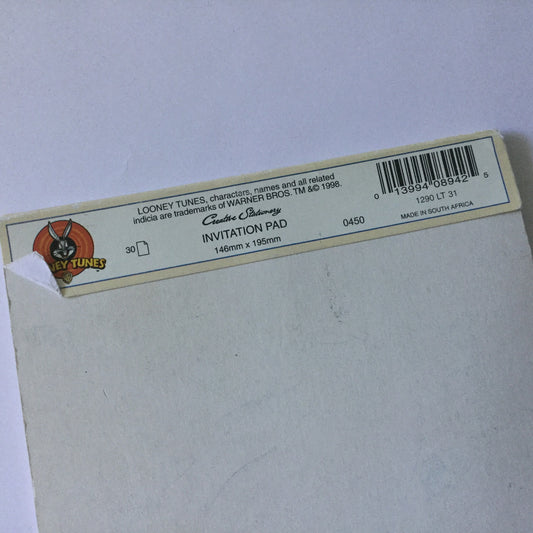 EY TUNES
30
LOONEY TUNES, characters, names and all related
indicia are trademarks of WARNER BROS. TM &© 1998.
Creative Stationery
INVITATION PAD
146mm x 195mm
0450
0 13994 08942 5
1290 LT 31
MADE IN SOUTH AFRICA